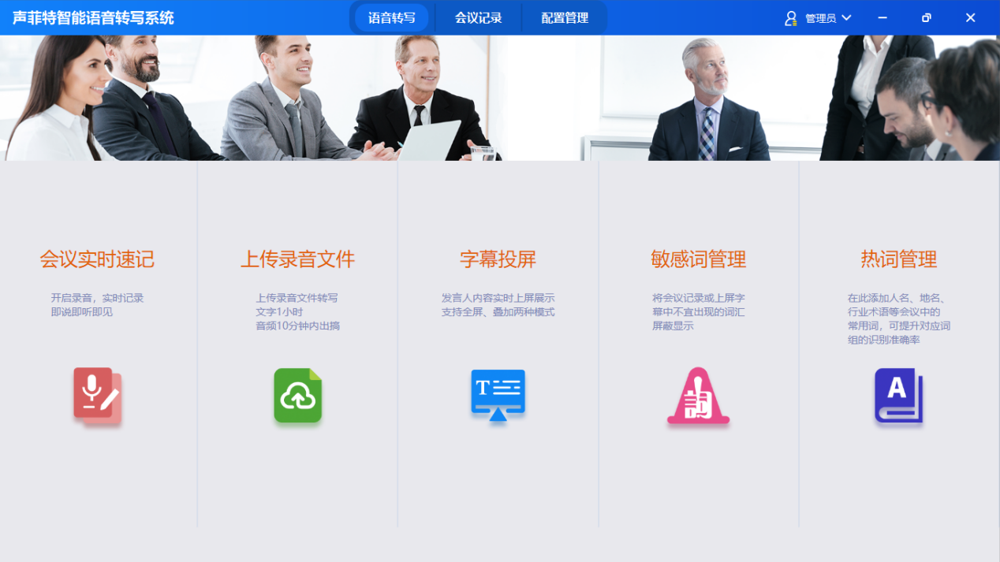 声菲特智能语音转写系统
语音转写
会议记录
配置管理
管理员
会议实时速记
开启录音，实时记录
即说即听即见
上传录音文件
上传录音文件转写
文字1小时
音频10分钟内出搞
字幕投屏
发言人内容实时上屏展示
支持全屏、叠加两种模式
T
敏感词管理
将会议记录或上屏字
幕中不宜出现的词汇
屏蔽显示
詞
热词管理
在此添加人名、地名、
行业术语等会议中的
常用词，可提升对应词
组的识别准确率
A